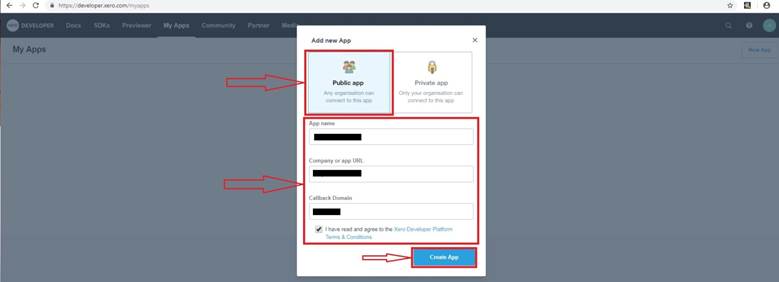 https://developer.xero.com/myapps
xero DEVELOPER Docs SDKs Previewer My Apps Community Partner Media
My Apps
New App
Add new App
Public app
Any organisation can
connect to this app
Private app
Only your organisation can
connect to this app
App name
Company or app URL
Callback Domain
I have read and agree to the Xero Developer Platform
Terms & Conditions
Create App